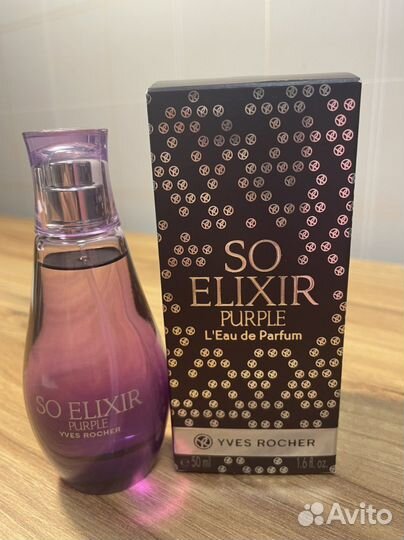 SO ELIXIR
PURPLE
YVES ROCHER
SO
ELIXIR
PURPLE
L'Eau de Parfum
YVES ROCHER
e 50 ml 1.6 fl. oz.
Avito